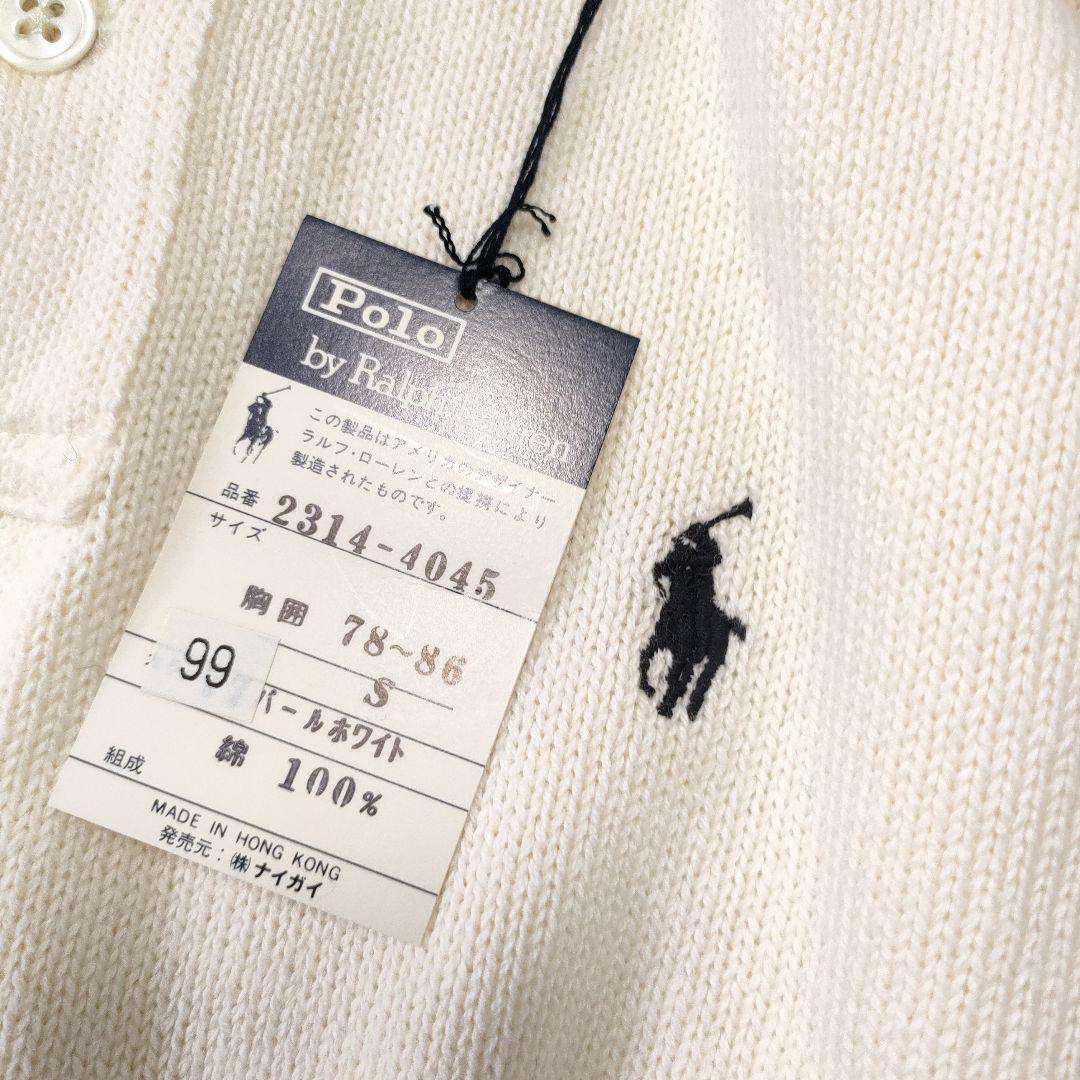 Polo
by Ralph Lauren
この製品はアメリカのデザイナー
ラルフ・ローレンとの提携により
製造されたものです。
品番 2314-4045
サイズ
胸囲 78~86
S
99
パールホワイト
組成 綿 100%
MADE IN HONG KONG
発売元:㈱ナイガイ